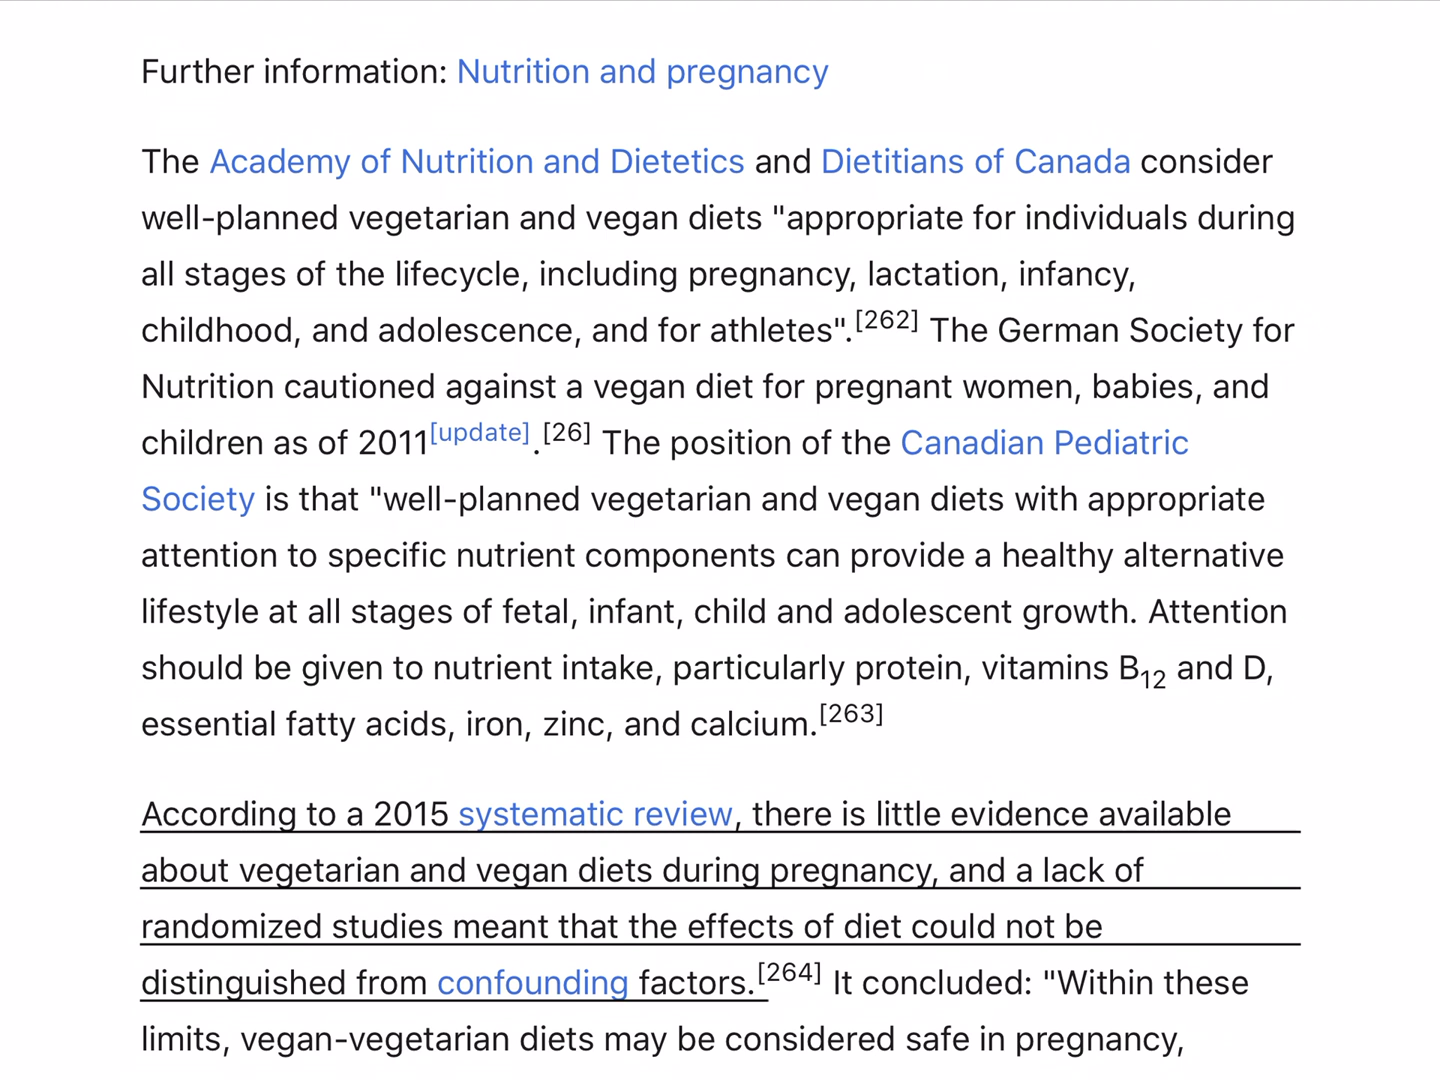 Further information: Nutrition and pregnancy
The Academy of Nutrition and Dietetics and Dietitians of Canada consider
well-planned vegetarian and vegan diets "appropriate for individuals during
all stages of the lifecycle, including pregnancy, lactation, infancy,
childhood, and adolescence, and for athletes".[262] The German Society for
Nutrition cautioned against a vegan diet for pregnant women, babies, and
children as of 2011[update].[26] The position of the Canadian Pediatric
Society is that "well-planned vegetarian and vegan diets with appropriate
attention to specific nutrient components can provide a healthy alternative
lifestyle at all stages of fetal, infant, child and adolescent growth. Attention
should be given to nutrient intake, particularly protein, vitamins B12 and D,
essential fatty acids, iron, zinc, and calcium.[263]
According to a 2015 systematic review, there is little evidence available
about vegetarian and vegan diets during pregnancy, and a lack of
randomized studies meant that the effects of diet could not be
distinguished from confounding factors.[264] It concluded: "Within these
limits, vegan-vegetarian diets may be considered safe in pregnancy,